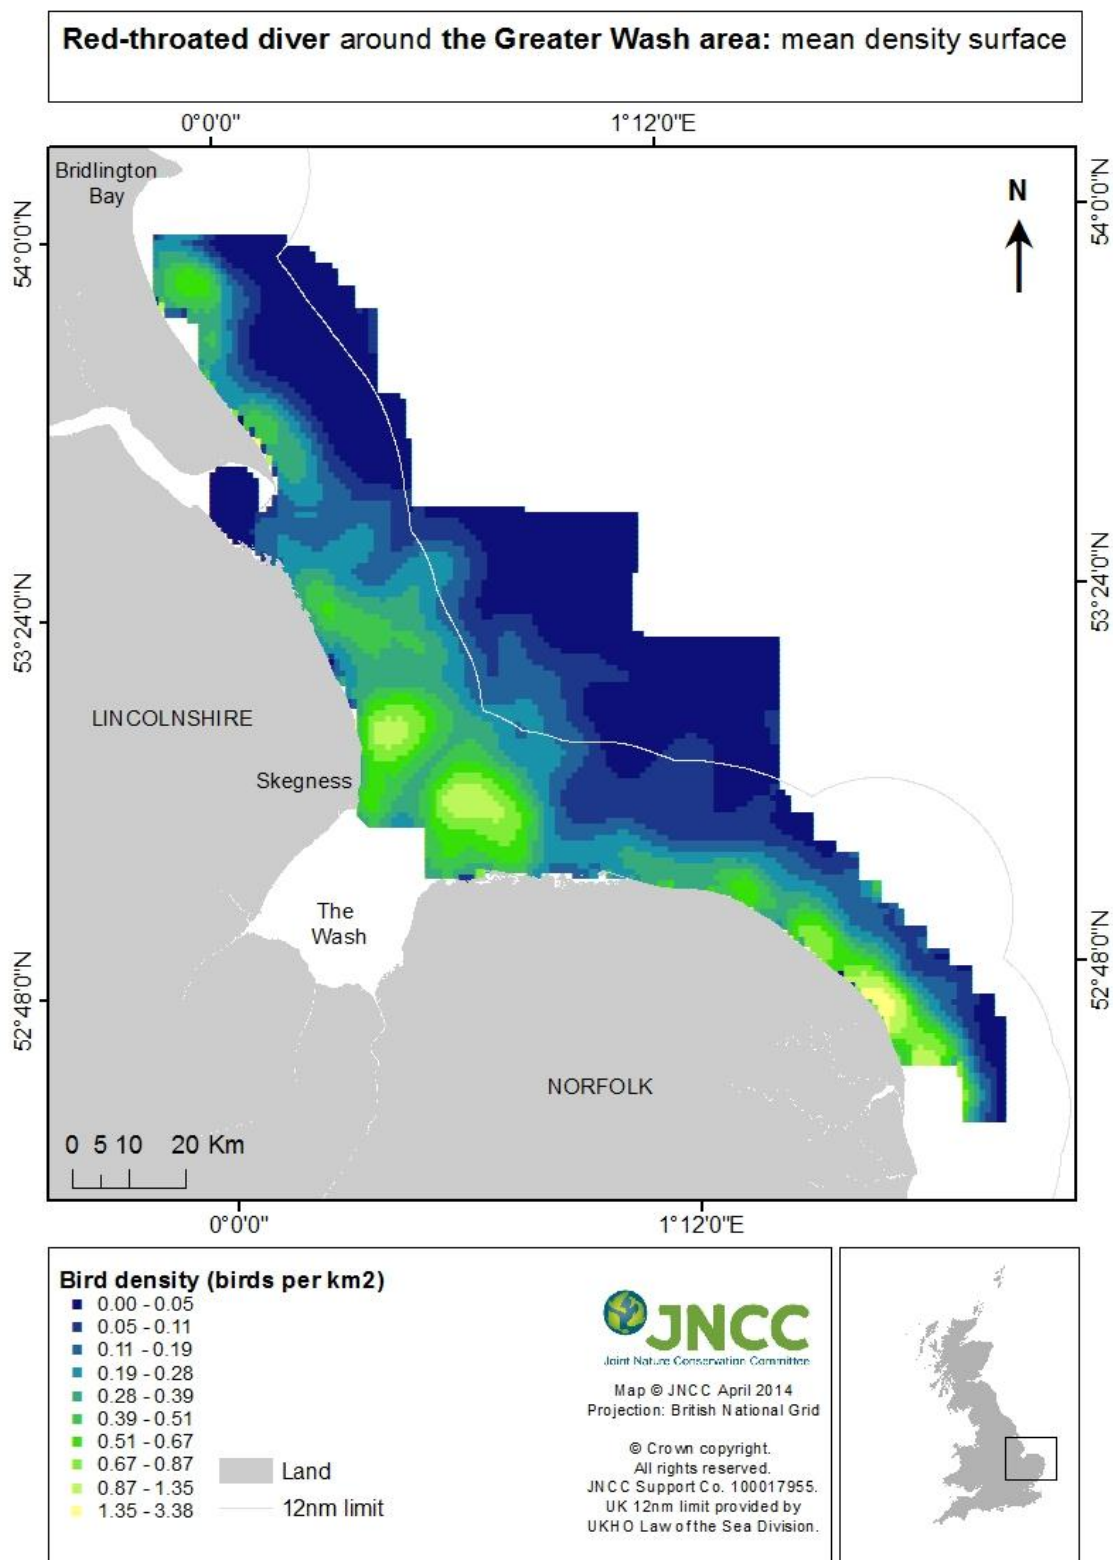 Red-throated diver around the Greater Wash area: mean density surface
0°0'0"
1°12'0"E
Bridlington
Bay
N
54°0'0"N
54°0'0"N
53°24'0"N
53°24'0"N
LINCOLNSHIRE
Skegness
The
Wash
52°48'0"N
52°48'0"N
NORFOLK
0 5 10 20 Km
0°0'0"
1°12'0"E
Bird density (birds per km2)
0.00 - 0.05
0.05 - 0.11
0.11 - 0.19
0.19 - 0.28
0.28 - 0.39
0.39 - 0.51
0.51 - 0.67
0.67 - 0.87
0.87 - 1.35
1.35 - 3.38
Land
12nm limit
JNCC
Joint Nature Conservation Committee
Map © JNCC April 2014
Projection: British National Grid
© Crown copyright.
All rights reserved.
JNCC Support Co. 100017955.
UK 12nm limit provided by
UKHO Law of the Sea Division.